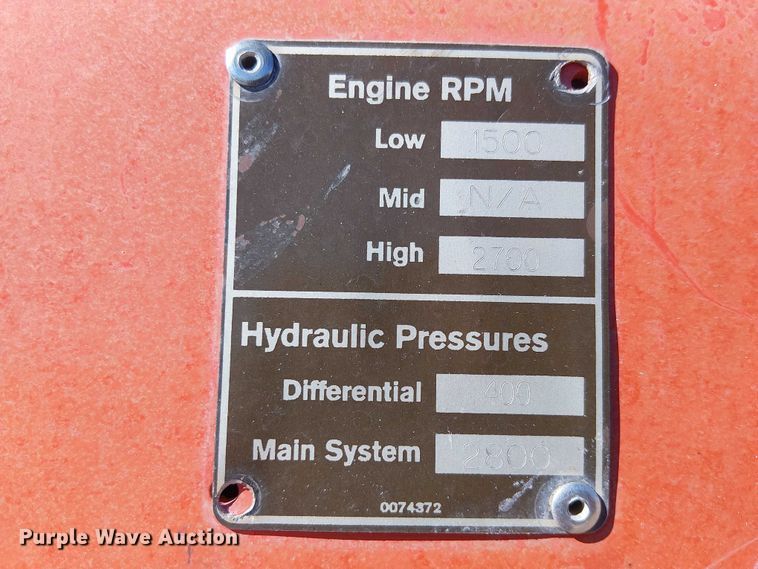 Engine RPM
Low 1500
Mid N/A
High 2700
Hydraulic Pressures
Differential 400
Main System 2800
0074372
Purple Wave Auction